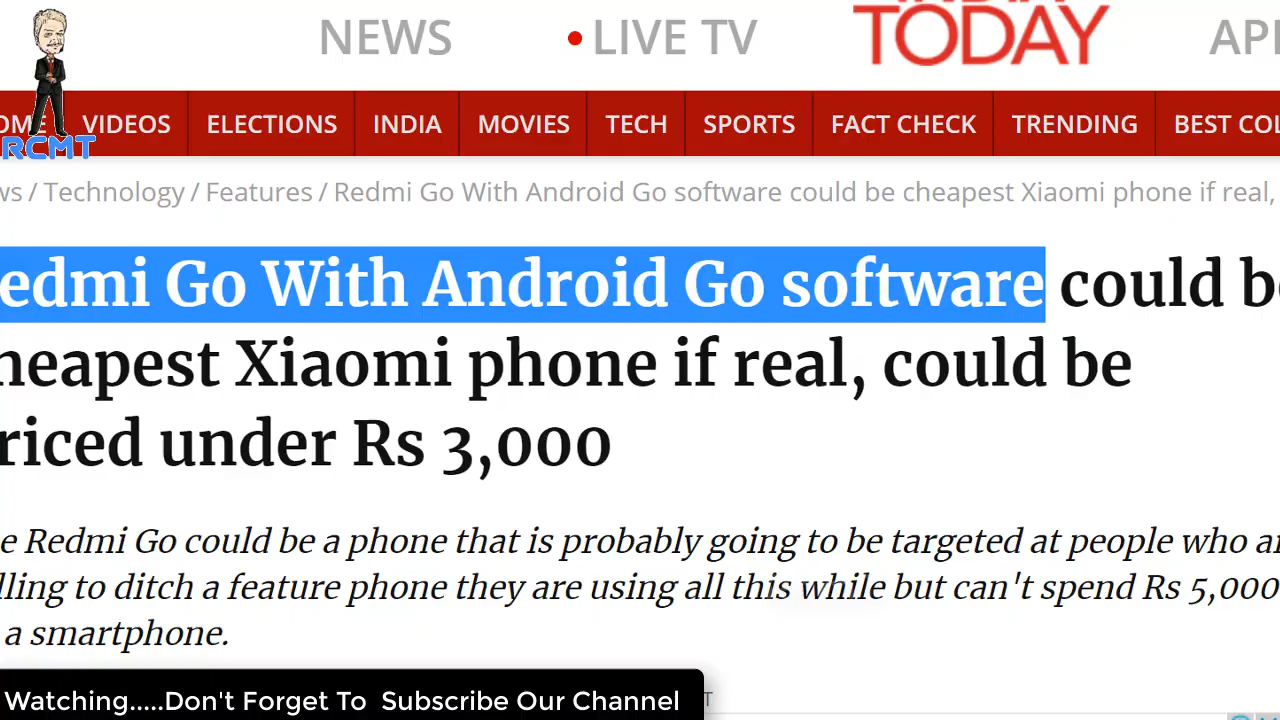 NEWS
LIVE TV
TODAY
RCMT
VIDEOS
ELECTIONS
INDIA
MOVIES
TECH
SPORTS
FACT CHECK
TRENDING
BEST
/ Technology / Features / Redmi Go With Android Go software could be cheapest Xiaomi phone if real,
edmi Go With Android Go software could b
heapest Xiaomi phone if real, could be
riced under Rs 3,000
e Redmi Go could be a phone that is probably going to be targeted at people who a
lling to ditch a feature phone they are using all this while but can't spend Rs 5,000
a smartphone.
Watching.....Don't Forget To Subscribe Our Channel